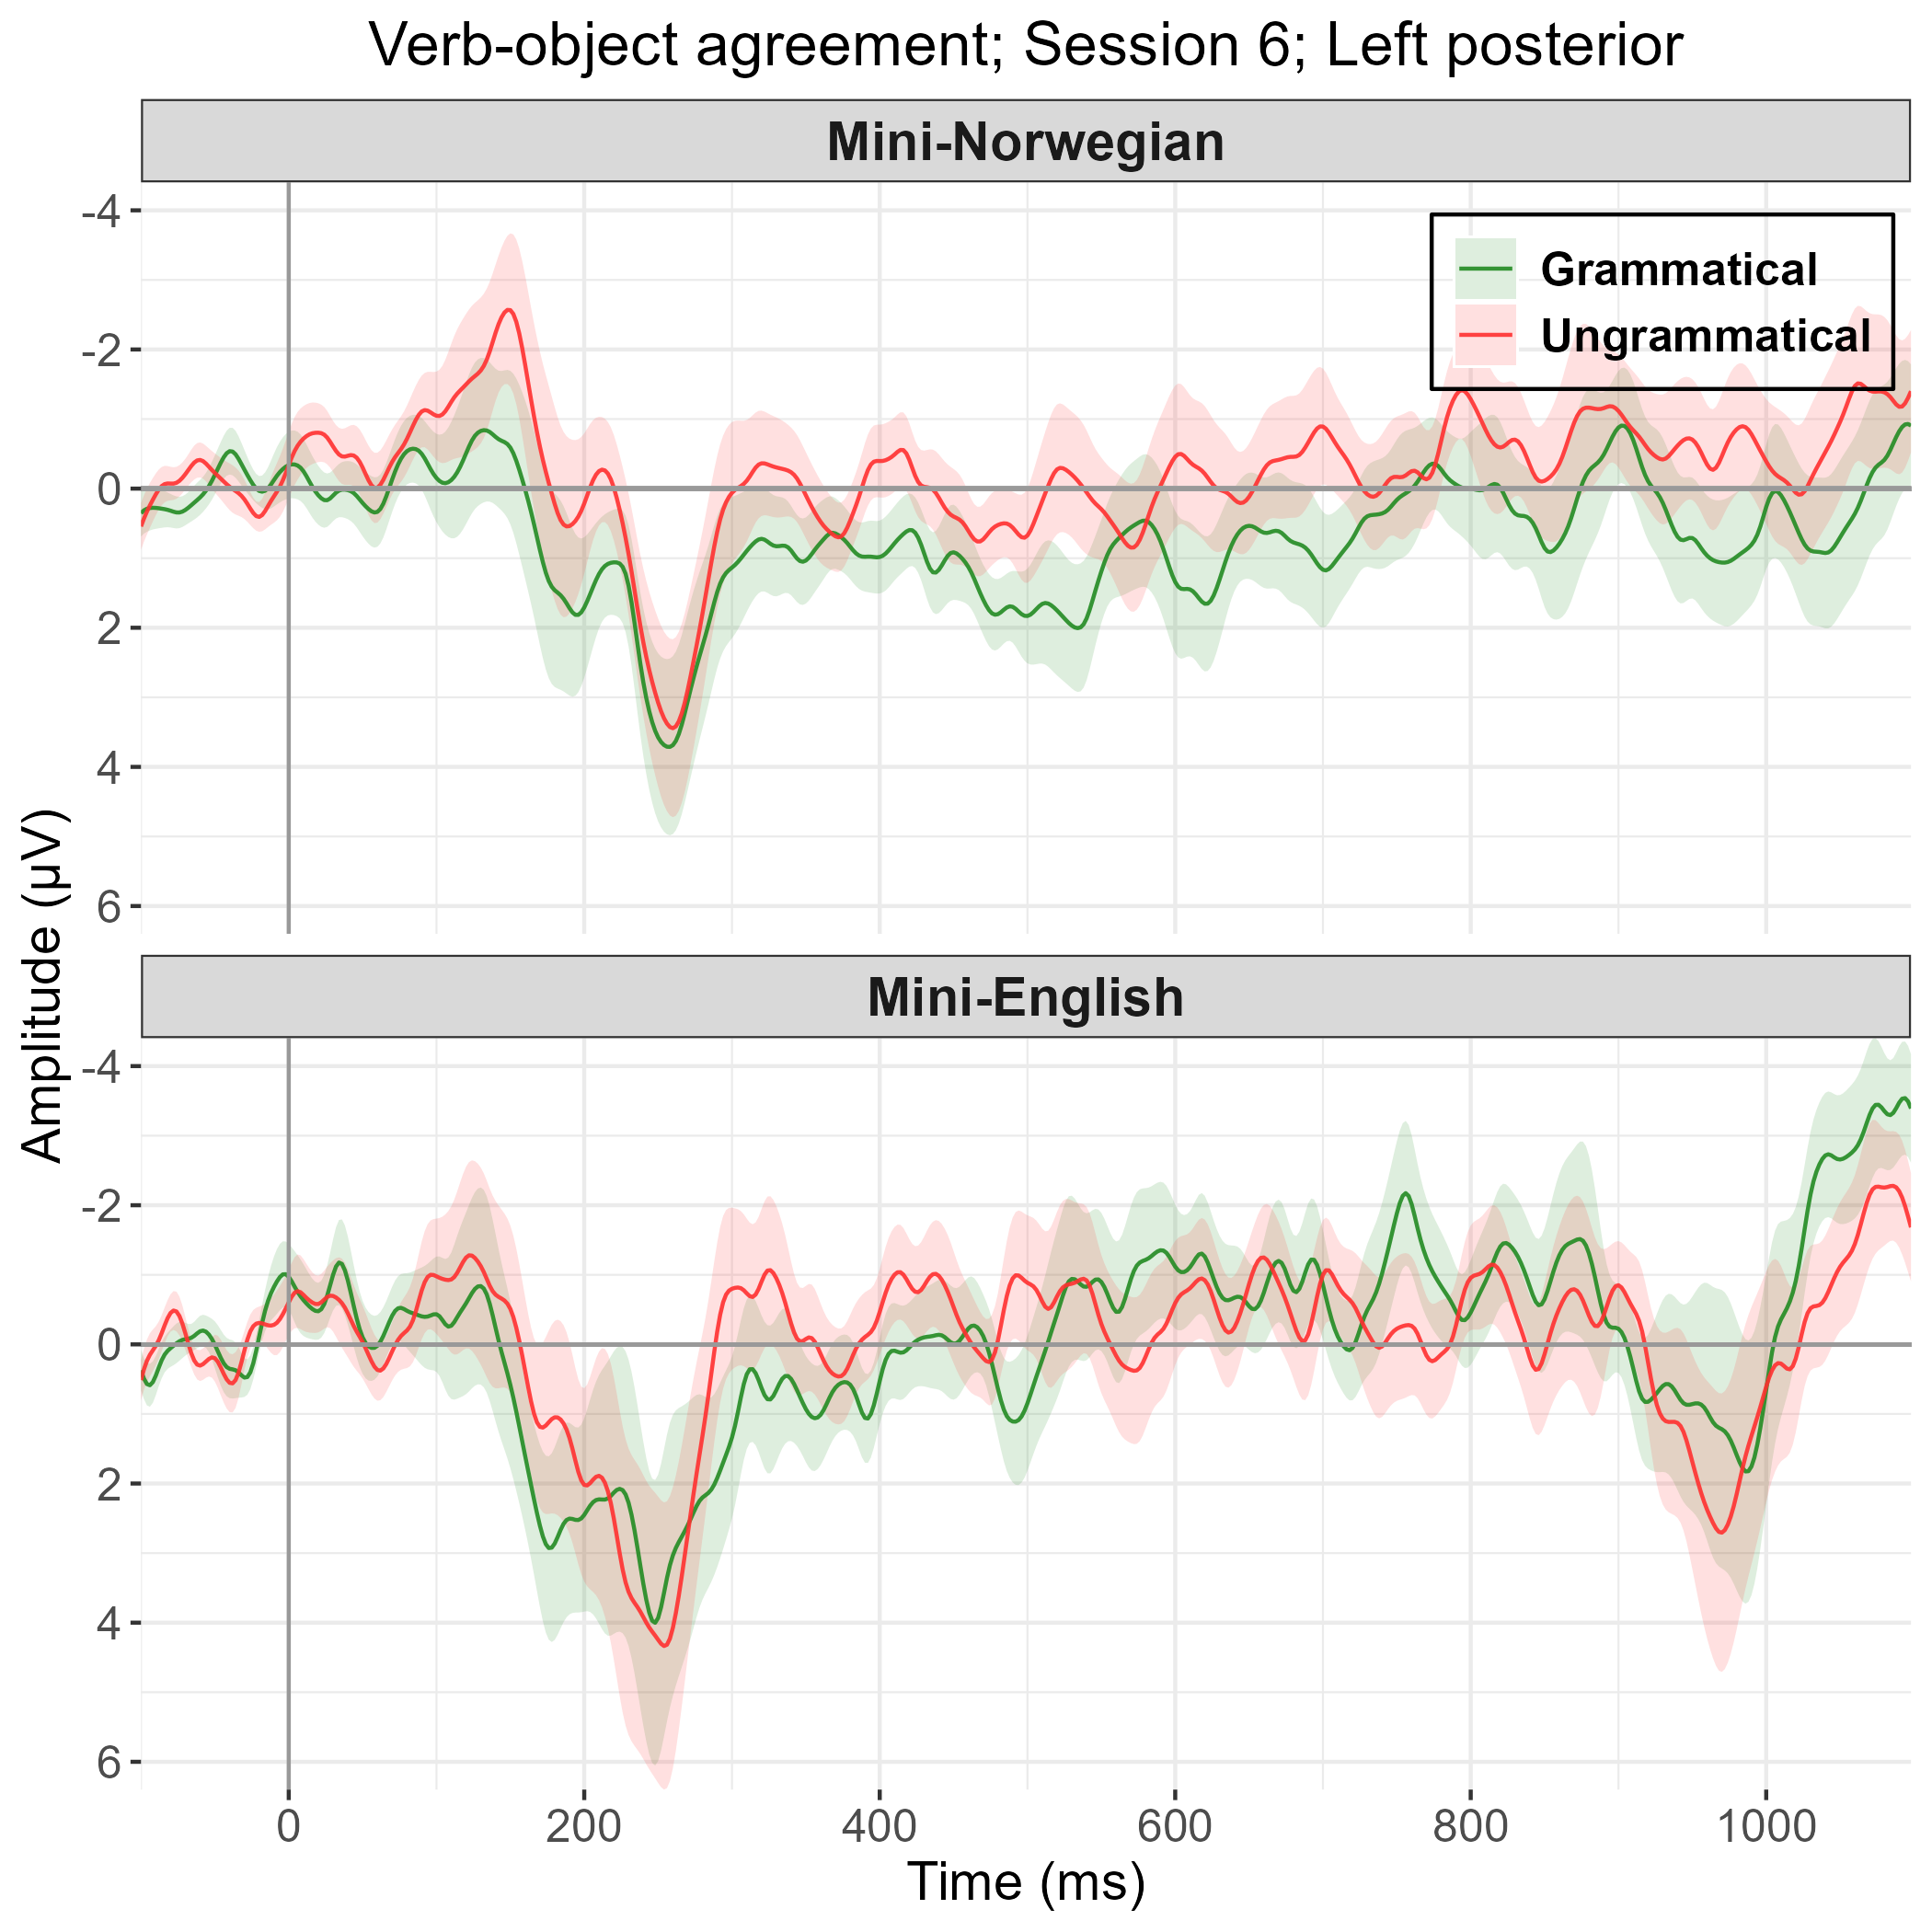 Verb-object agreement; Session 6; Left posterior
Mini-Norwegian
-4
-2
0
2
4
6
Grammatical
Ungrammatical
Amplitude (µV)
Mini-English
-4
-2
0
2
4
6
0 200 400 600 800 1000
Time (ms)